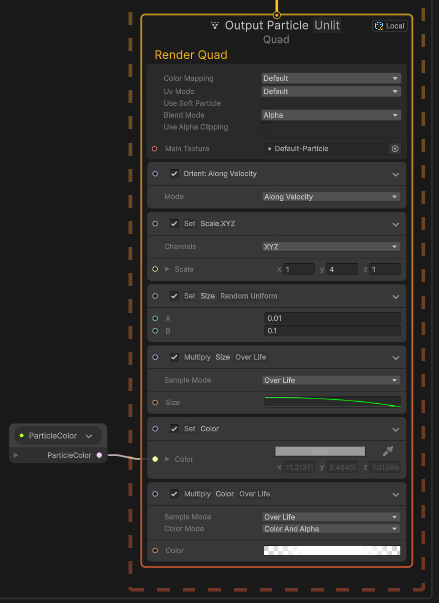 Output Particle Unlit
Local
Quad
Render Quad
Color Mapping Default
Uv Mode Default
Use Soft Particle
Blend Mode Alpha
Use Alpha Clipping
Main Texture Default-Particle
Orient: Along Velocity
Mode Along Velocity
Set Scale.XYZ
Channels XYZ
Scale x 1 y 4 z 1
Set Size Random Uniform
A 0.01
B 0.1
Multiply Size Over Life
Sample Mode Over Life
Size
Set Color
ParticleColor
ParticleColor
Color
x 11.31371 y z 
Multiply Color Over Life
Sample Mode Over Life
Color Mode Color And Alpha
Color